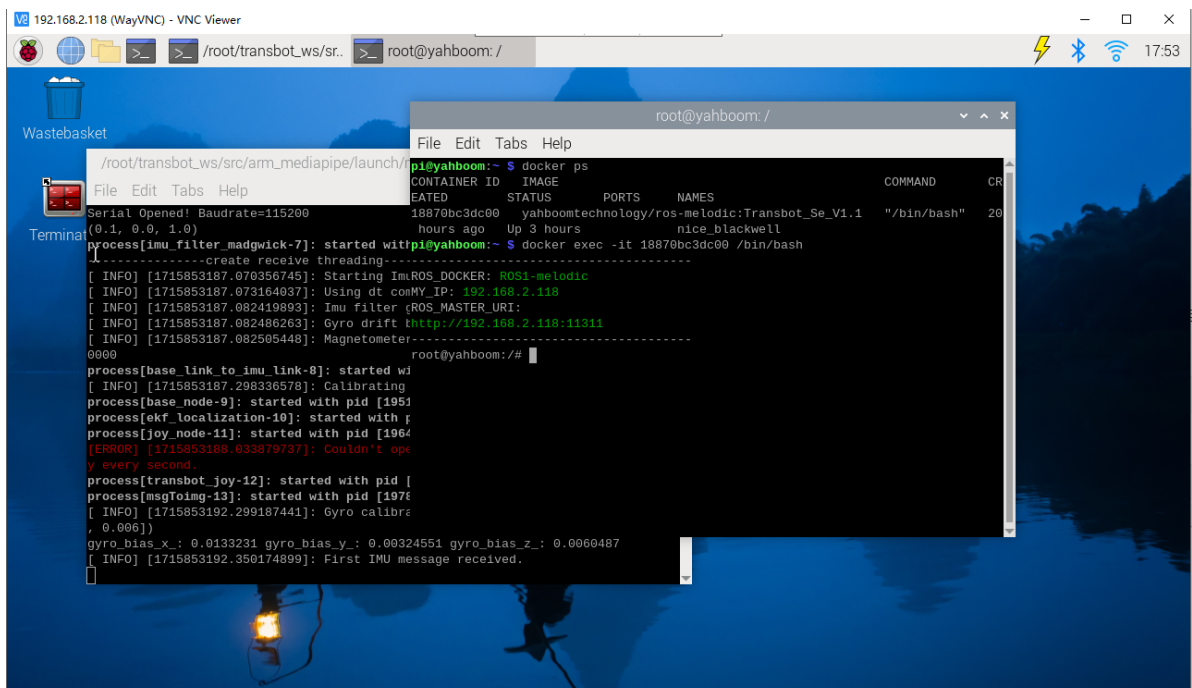 192.168.2.118 (WayVNC) - VNC Viewer
/root/transbot_ws/sr..
root@yahboom: /
17:53
Wastebasket
Terminat
/root/transbot_ws/src/arm_mediapipe/launch/
File Edit Tabs Help
Serial Opened! Baudrate=115200
(0.1, 0.0, 1.0)
process[imu_filter_madgwick-7]: started with
---------------create receive threading----
[ INFO] [1715853187.070356745]: Starting Imu
[ INFO] [1715853187.073164037]: Using dt com
[ INFO] [1715853187.082419893]: Imu filter
[ INFO] [1715853187.082486263]: Gyro drift
[ INFO] [1715853187.082505448]: Magnetometer
0000
process[base_link_to_imu_link-8]: started wi
[ INFO] [1715853187.298336578]: Calibrating
process[base_node-9]: started with pid [1951
process[ekf_localization-10]: started with p
process[joy_node-11]: started with pid [1964
[ERROR] [1715853188.033879737]: Couldn't ope
y every second.
process[transbot_joy-12]: started with pid [
process[msgToimg-13]: started with pid [1978
[ INFO] [1715853192.299187441]: Gyro calibra
, 0.006])
gyro_bias_x_: 0.0133231 gyro_bias_y_: 0.00324551 gyro_bias_z_: 0.0060487
[ INFO] [1715853192.350174899]: First IMU message received.
root@yahboom: /
File Edit Tabs Help
pi@yahboom:~ $ docker ps
CONTAINER ID IMAGE COMMAND CR
EATED STATUS PORTS NAMES
18870bc3dc00 yahboomtechnology/ros-melodic:Transbot_Se_V1.1 "/bin/bash" 20
hours ago Up 3 hours nice_blackwell
pi@yahboom:~ $ docker exec -it 18870bc3dc00 /bin/bash
--------------------------------------
ROS_DOCKER: ROS1-melodic
MY_IP: 192.168.2.118
ROS_MASTER_URI:
http://192.168.2.118:11311
--------------------------------------
root@yahboom:/#